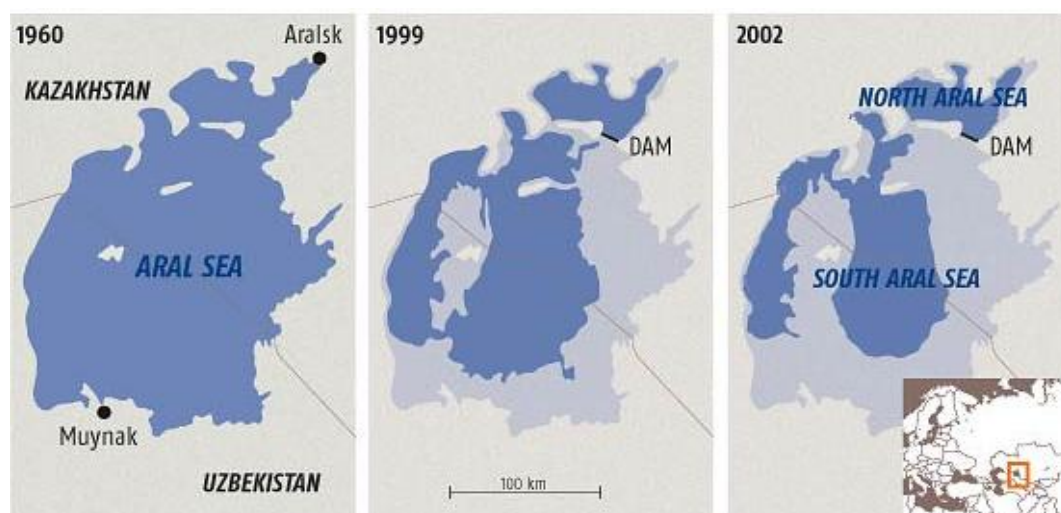 1960
Aralsk
KAZAKHSTAN
ARAL SEA
Muynak
UZBEKISTAN
1999
DAM
100 km
2002
NORTH ARAL SEA
DAM
SOUTH ARAL SEA